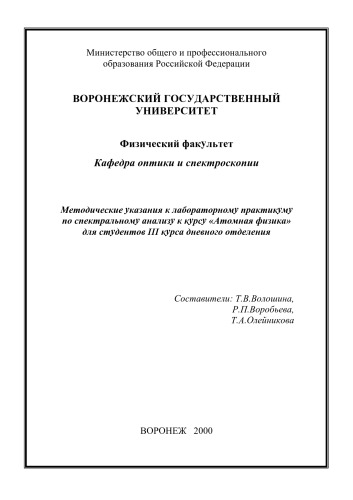 Министерство общего и профессионального
образования Российской Федерации
ВОРОНЕЖСКИЙ ГОСУДАРСТВЕННЫЙ
УНИВЕРСИТЕТ
Физический факультет
Кафедра оптики и спектроскопии
Методические указания к лабораторному практикуму
по спектральному анализу к курсу «Атомная физика»
для студентов III курса дневного отделения
Составители: Т.В.Волошина,
Р.П.Воробьева,
Т.А.Олейникова
ВОРОНЕЖ 2000